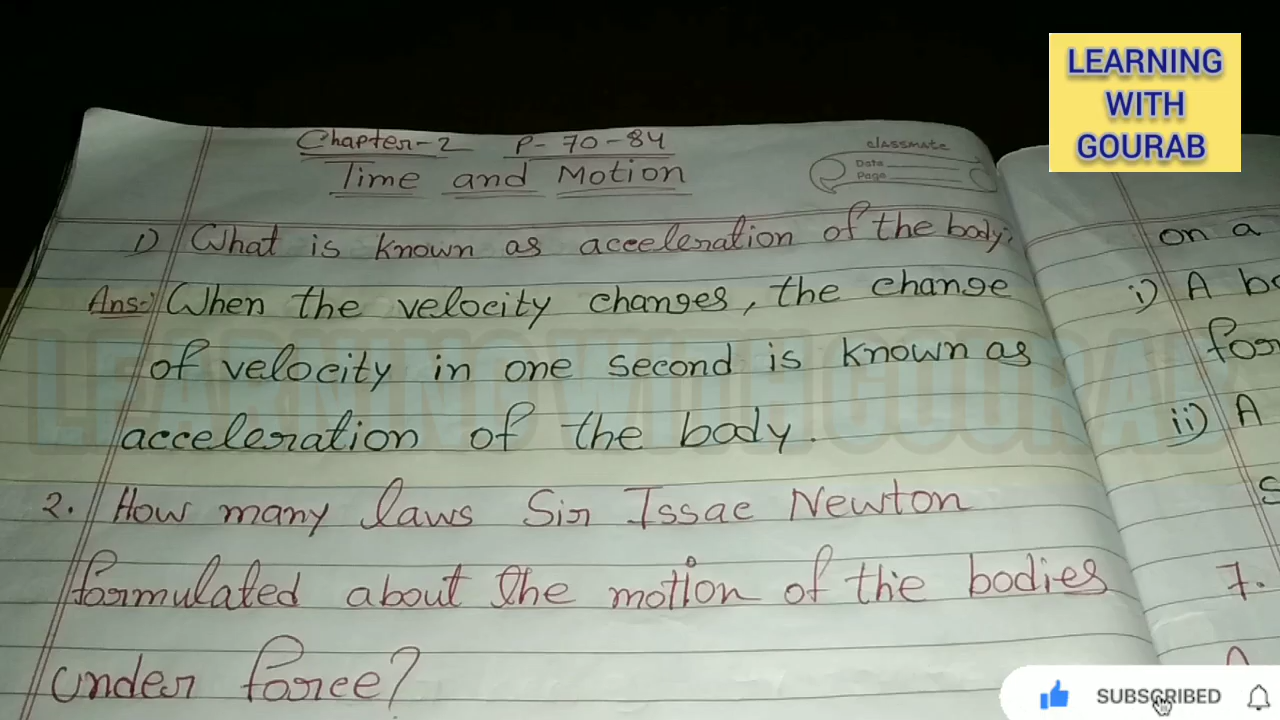 LEARNING
WITH
GOURAB
Chapter-2 P-70-84
Time and Motion
classmate
Date
Page
1) What is known as acceleration of the body?
Ans:- When the velocity changes, the change
of velocity in one second is known as
acceleration of the body.
2. How many laws Sir Issac Newton
formulated about the motion of the bodies
under force?
on a
i)
A
ii) A
7.
LEARNING WITH GOURAB
SUBSCRIBED